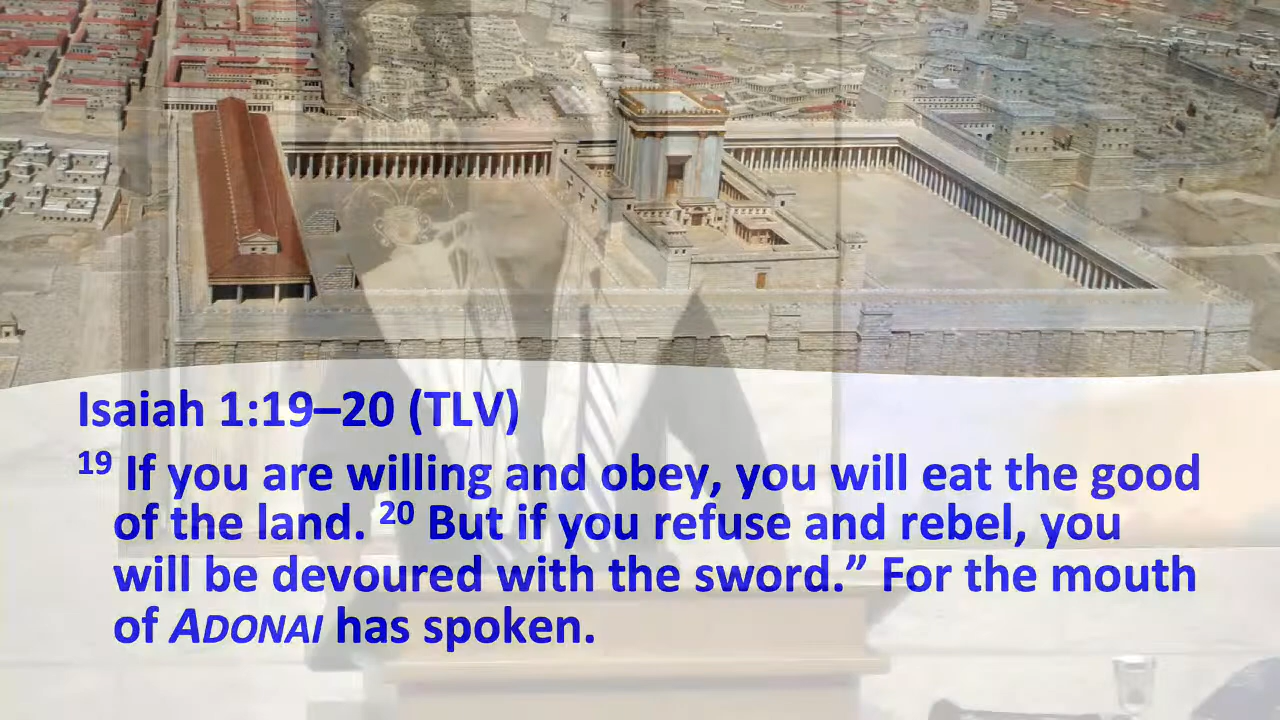 Isaiah 1:19–20 (TLV)
19 If you are willing and obey, you will eat the good
of the land. 20 But if you refuse and rebel, you
will be devoured with the sword.” For the mouth
of ADONAI has spoken.